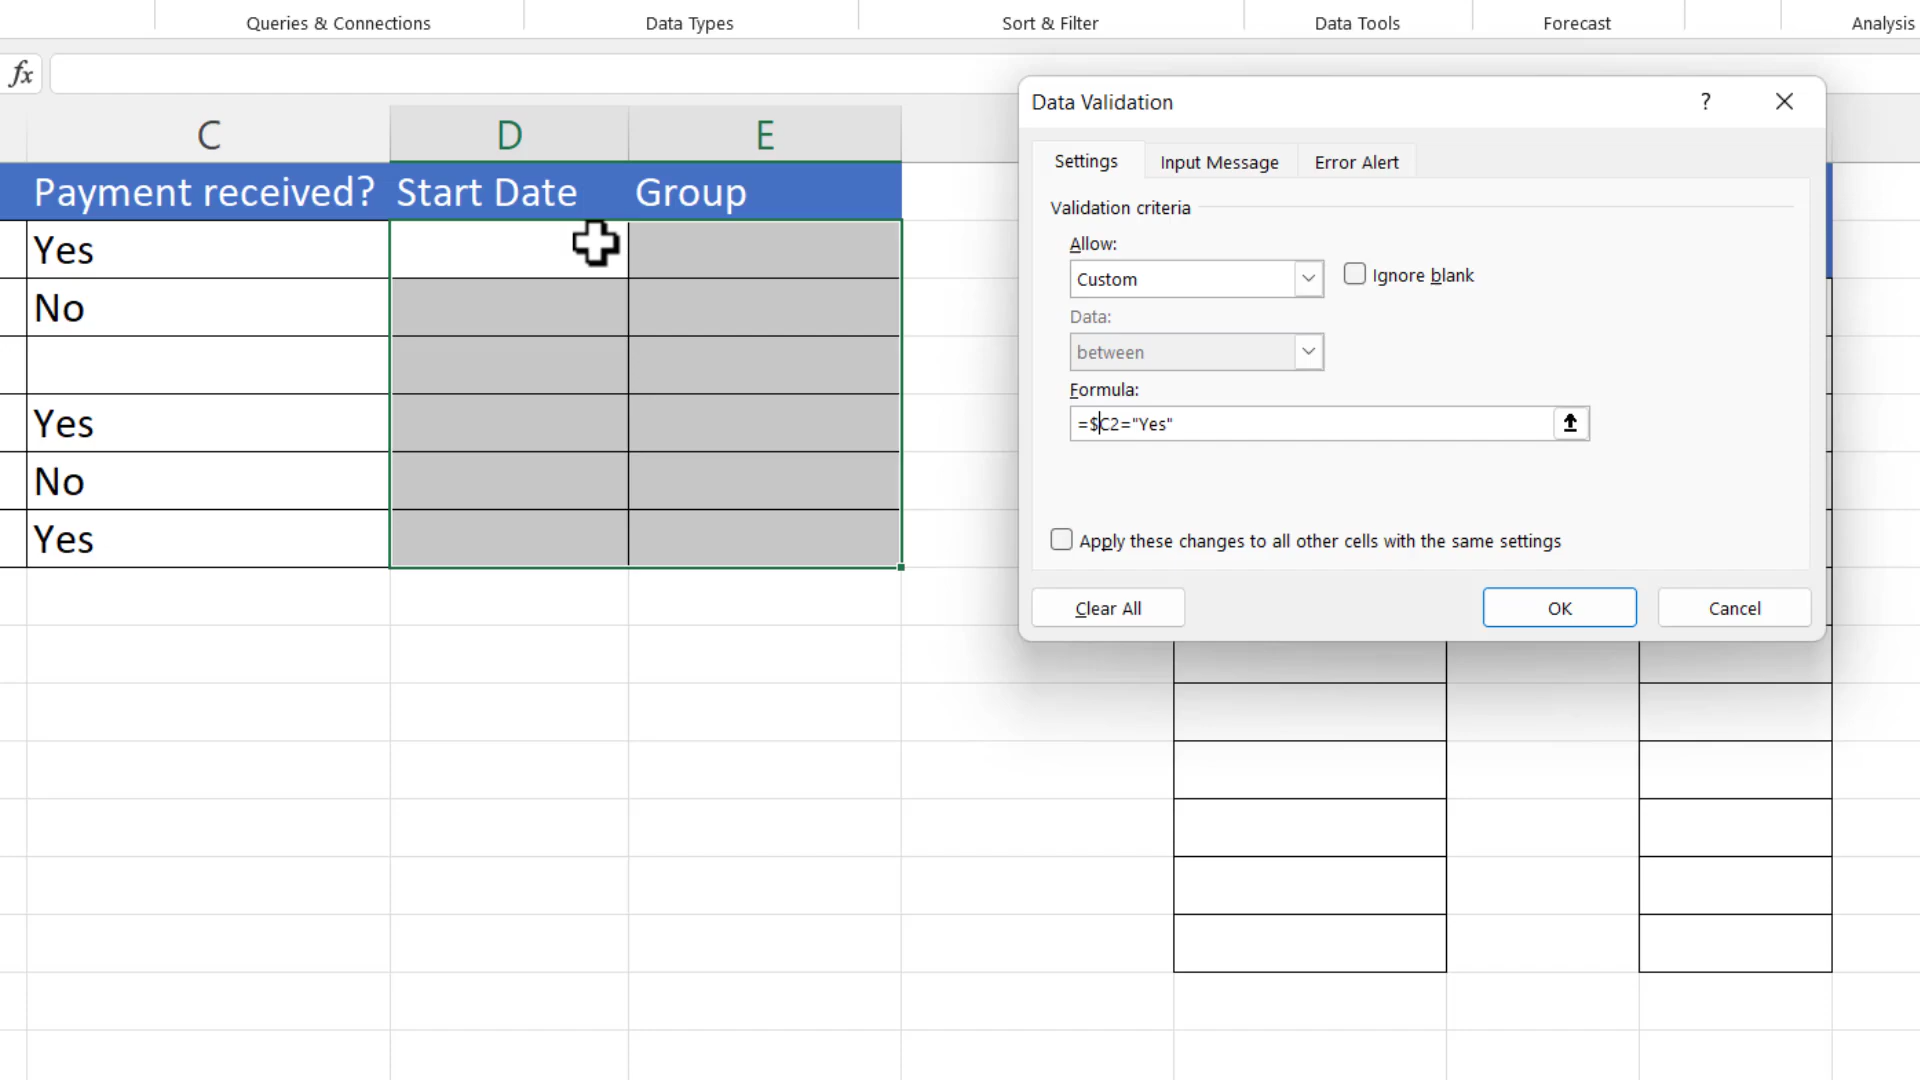 Queries & Connections
Data Types
Sort & Filter
Data Tools
Forecast
Analysis
fx
C
D
E
Payment received?
Start Date
Group
Yes
No
Yes
No
Yes
Data Validation
?
Settings
Input Message
Error Alert
Validation criteria
Allow:
Custom
Ignore blank
Data:
between
Formula:
=$C2="Yes"
Apply these changes to all other cells with the same settings
Clear All
OK
Cancel